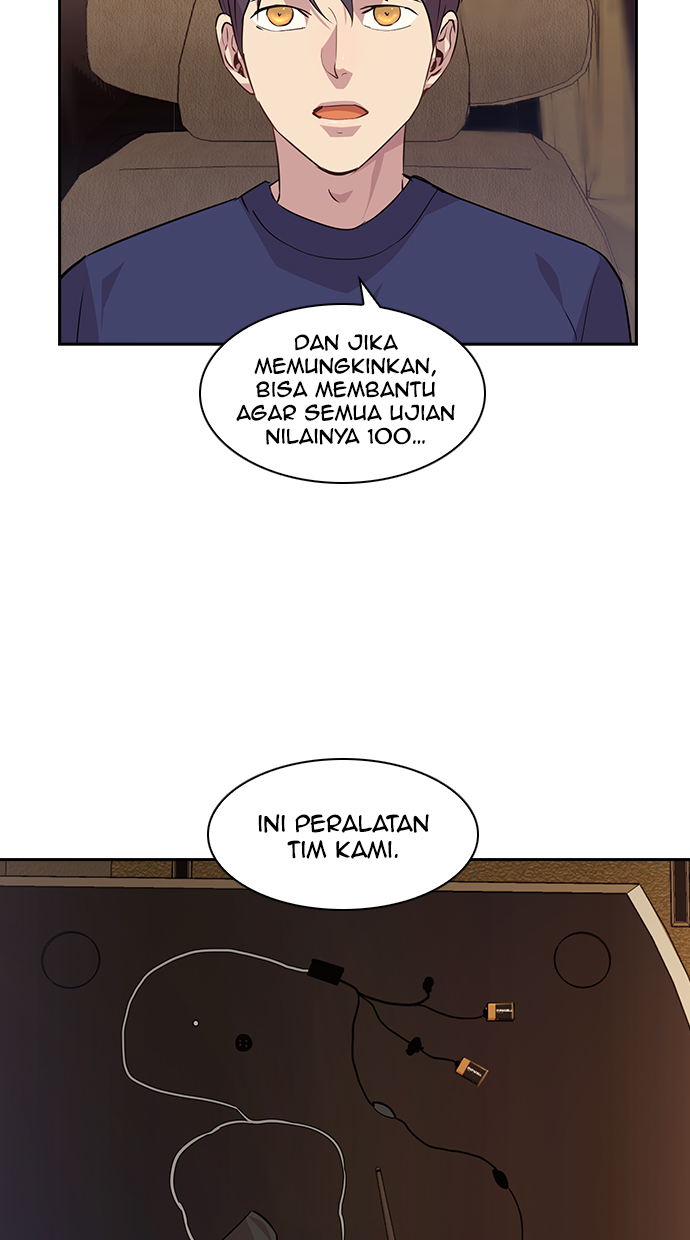 DAN JIKA
MEMUNGKINKAN,
BISA MEMBANTU
AGAR SEMUA UJIAN
NILAINYA 100...
INI PERALATAN
TIM KAMI.